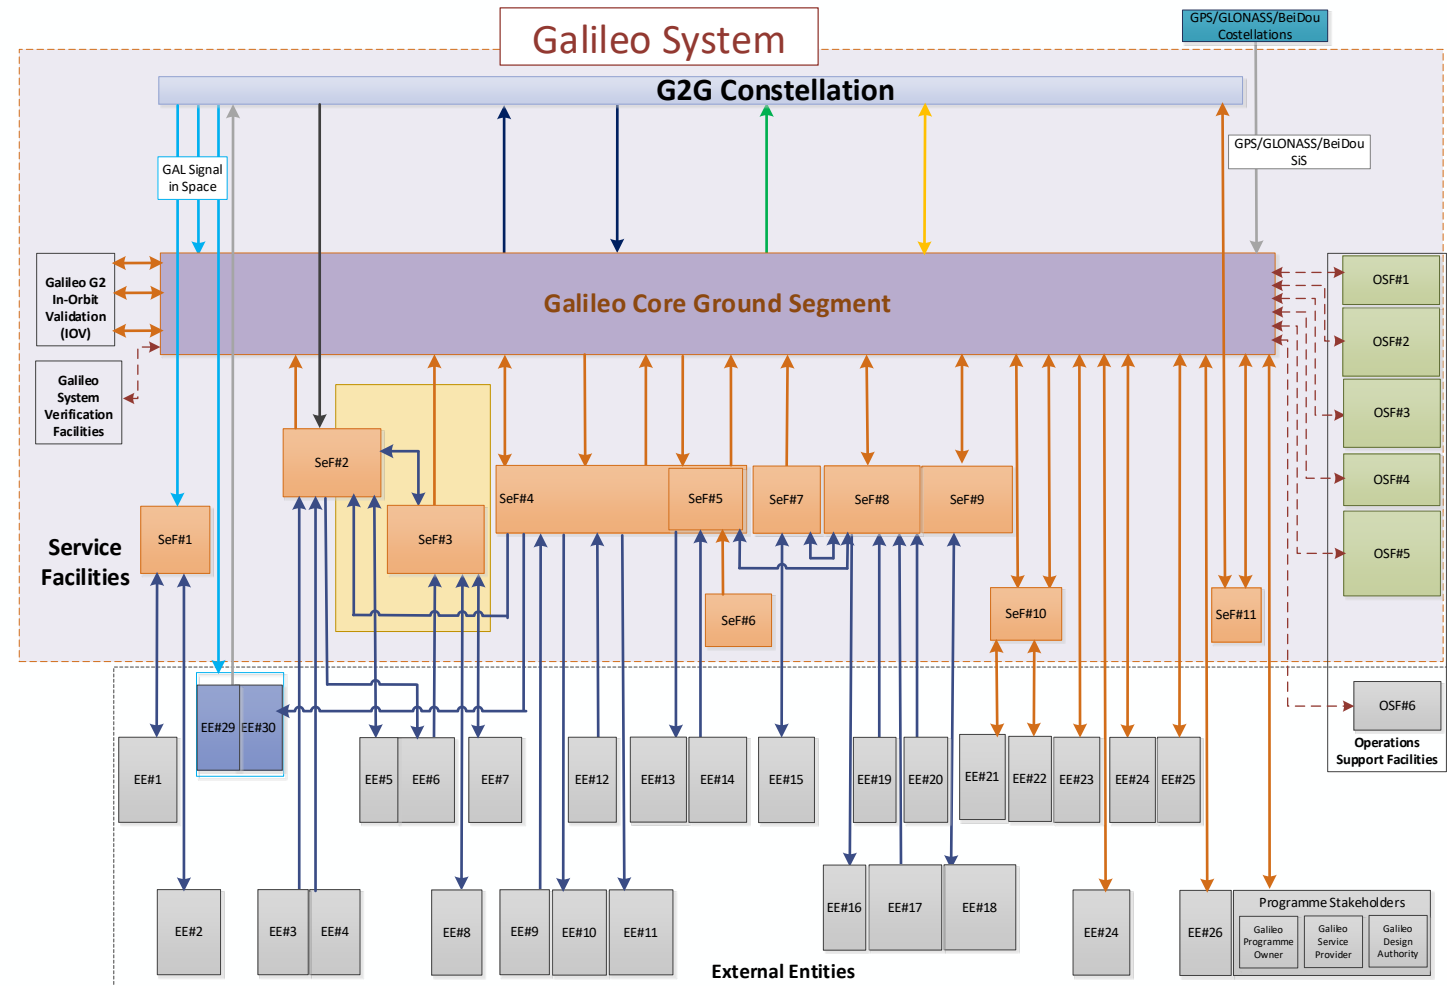 GPS/GLONASS/BeiDou
Costellations
Galileo System
G2G Constellation
GPS/GLONASS/BeiDou
SiS
GAL Signal
in Space
Galileo G2
In-Orbit
Validation
(IOV)
Galileo Core Ground Segment
OSF#1
OSF#2
OSF#3
OSF#4
OSF#5
Galileo
System
Verification
Facilities
SeF#2
SeF#4
SeF#5
SeF#7
SeF#8
SeF#9
SeF#1
SeF#3
Service
Facilities
SeF#6
SeF#10
SeF#11
OSF#6
Operations
Support Facilities
EE#29
EE#30
EE#1
EE#5
EE#6
EE#7
EE#12
EE#13
EE#14
EE#15
EE#19
EE#20
EE#21
EE#22
EE#23
EE#24
EE#25
EE#2
EE#3
EE#4
EE#8
EE#9
EE#10
EE#11
EE#16
EE#17
EE#18
EE#24
EE#26
Programme Stakeholders
Galileo
Programme
Owner
Galileo
Service
Provider
Galileo
Design
Authority
External Entities